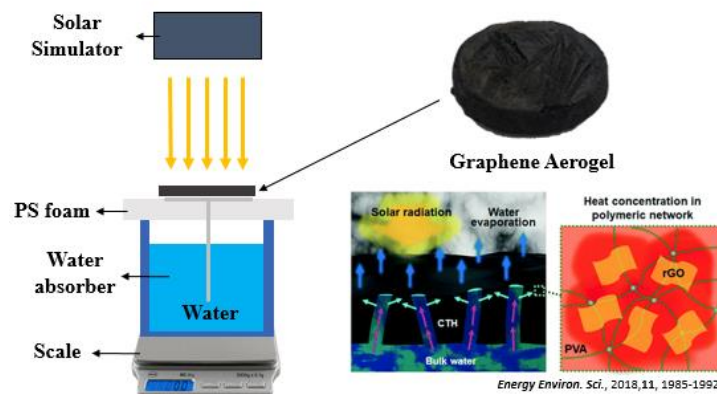 Solar
Simulator
Graphene Aerogel
PS foam
Water
absorber
Water
Scale
Solar radiation
Water
evaporation
CTH
Bulk water
Heat concentration in
polymeric network
rGO
PVA
Energy Environ. Sci., 2018,11, 1985-1992